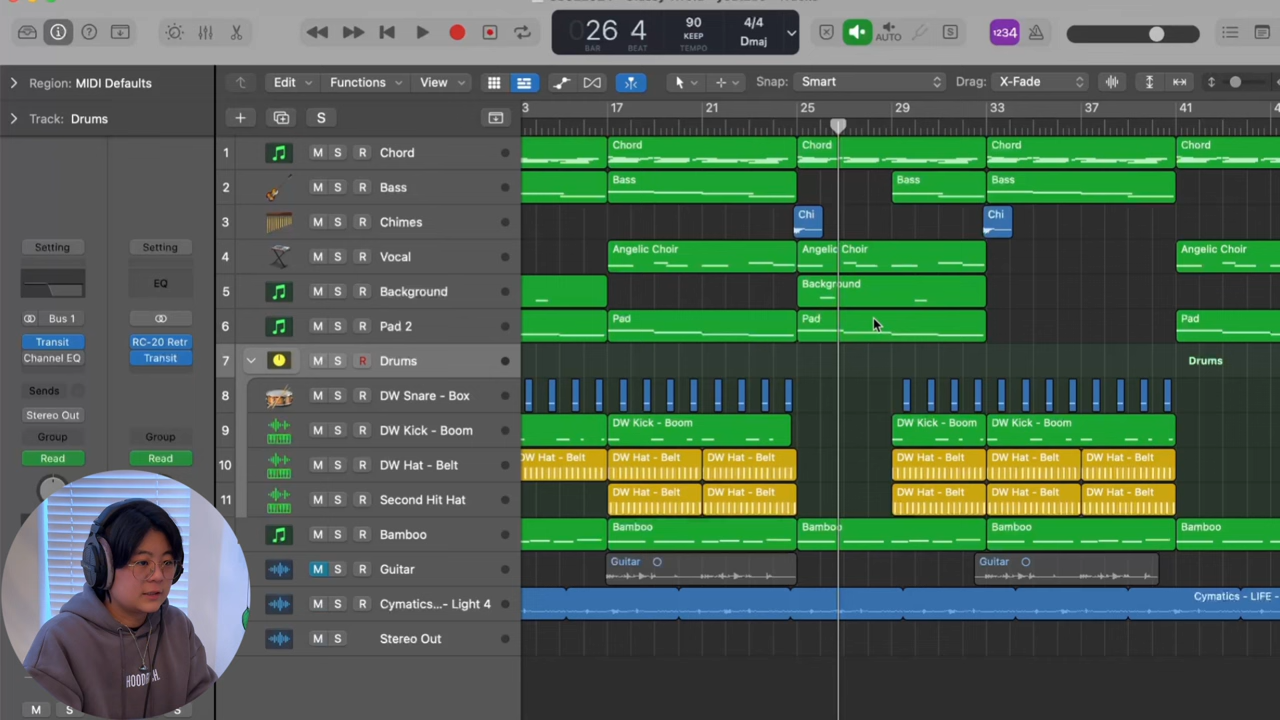 26 4
BAR BEAT
90
KEEP
TEMPO
4/4
Dmaj
AUTO
S
1234
Region: MIDI Defaults
Edit Functions View
Snap: Smart
Drag: X-Fade
Track: Drums
S
3 17 21 25 29 33 37 41
1 M S R Chord
Chord Chord Chord Chord
2 M S R Bass
Bass Bass Bass
3 M S R Chimes
Chi Chi
4 M S R Vocal
Angelic Choir Angelic Choir Angelic Choir
5 M S R Background
Background
6 M S R Pad 2
Pad Pad Pad
7 M S R Drums
Drums
8 M S R DW Snare - Box
9 M S R DW Kick - Boom
DW Kick - Boom DW Kick - Boom DW Kick - Boom
10 M S R DW Hat - Belt
DW Hat - Belt DW Hat - Belt DW Hat - Belt DW Hat - Belt DW Hat - Belt DW Hat - Belt
11 M S R Second Hit Hat
DW Hat - Belt DW Hat - Belt DW Hat - Belt DW Hat - Belt DW Hat - Belt
M S R Bamboo
Bamboo Bamboo Bamboo Bamboo
M S R Guitar
Guitar Guitar
M S R Cymatics...- Light 4
Cymatics - LIFE -
M S Stereo Out
Setting Setting
EQ
Bus 1
Transit RC-20 Retr
Channel EQ Transit
Sends
Stereo Out
Group Group
Read Read
M S S